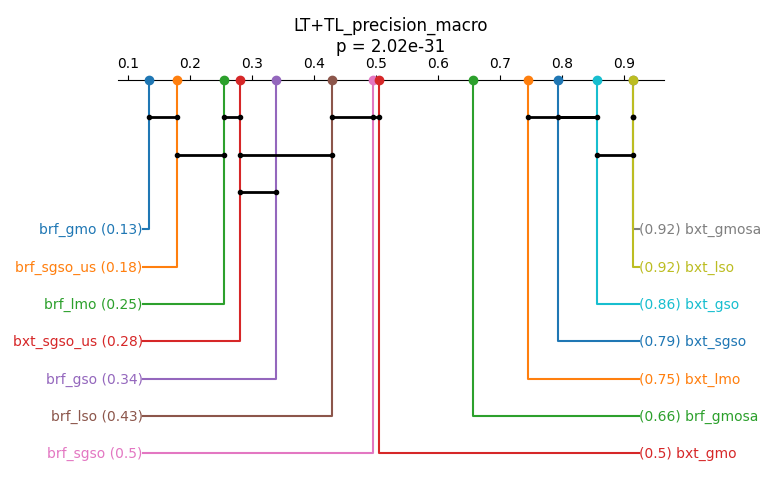 LT+TL_precision_macro
p = 2.02e-31
0.1 0.2 0.3 0.4 0.5 0.6 0.7 0.8 0.9
brf_gmo (0.13) (0.92) bxt_gmosa
brf_sgso_us (0.18) (0.92) bxt_lso
brf_lmo (0.25) (0.86) bxt_gso
bxt_sgso_us (0.28) (0.79) bxt_sgso
brf_gso (0.34) (0.75) bxt_lmo
brf_lso (0.43) (0.66) brf_gmosa
brf_sgso (0.5) (0.5) bxt_gmo